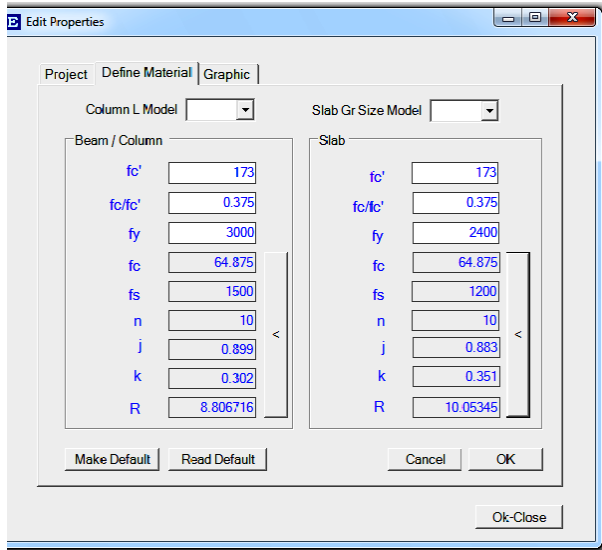 E Edit Properties
Project Define Material Graphic
Column L Model Slab Gr Size Model
Beam / Column Slab
fc' 173 fc' 173
fc/fc' 0.375 fc/fc' 0.375
fy 3000 fy 2400
fc 64.875 fc 64.875
fs 1500 fs 1200
n 10 n 10
< <
j 0.899 j 0.883
k 0.302 k 0.351
R 8.806716 R 10.05345
Make Default Read Default Cancel OK
Ok-Close